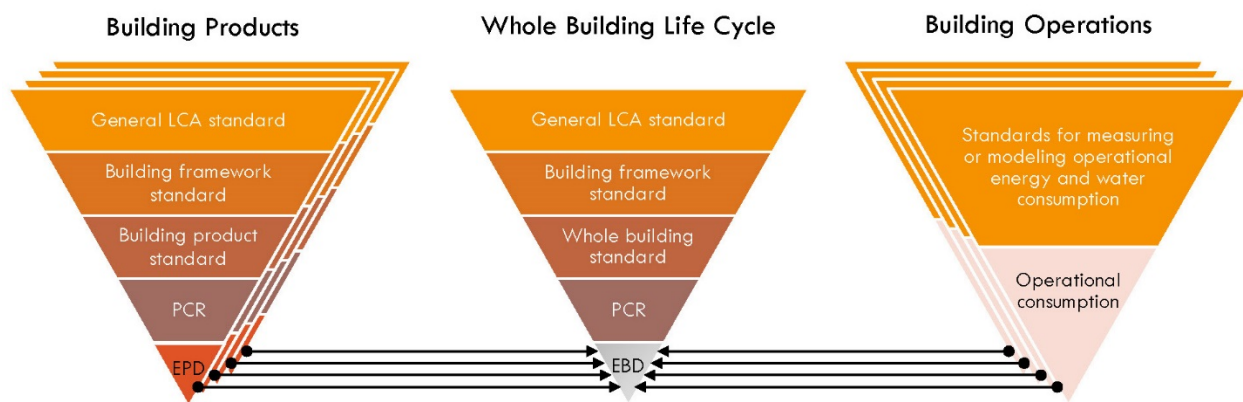 Building Products
Whole Building Life Cycle
Building Operations
General LCA standard
Building framework
standard
Building product
standard
PCR
EPD
General LCA standard
Building framework
standard
Whole building
standard
PCR
EBD
Standards for measuring
or modeling operational
energy and water
consumption
Operational
consumption